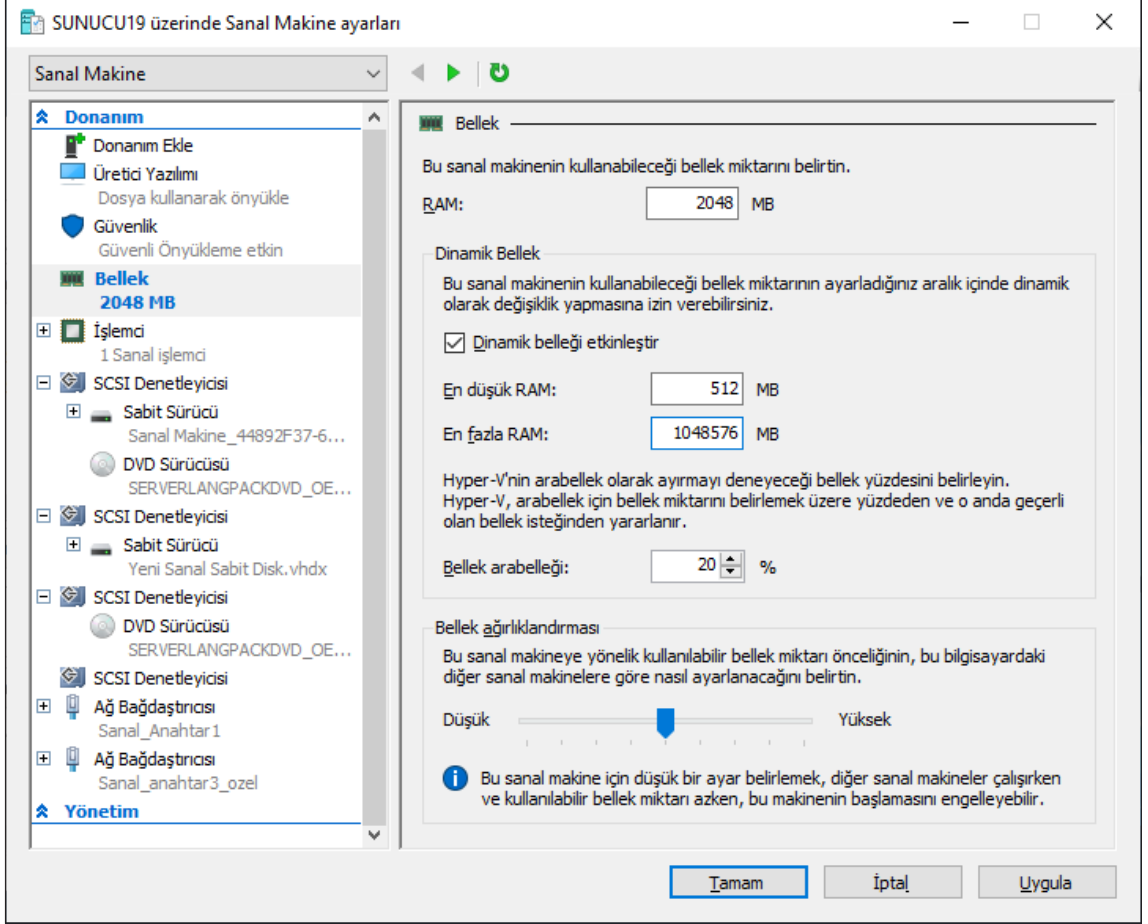 SUNUCU19 üzerinde Sanal Makine ayarları
Sanal Makine
Donanım
Donanım Ekle
Üretici Yazılımı
Dosya kullanarak önyükle
Güvenlik
Güvenli Önyükleme etkin
Bellek
2048 MB
İşlemci
1 Sanal işlemci
SCSI Denetleyicisi
Sabit Sürücü
Sanal Makine_44892F37-6...
DVD Sürücüsü
SERVERLANGPACKDVD_OE...
SCSI Denetleyicisi
Sabit Sürücü
Yeni Sanal Sabit Disk.vhdx
SCSI Denetleyicisi
DVD Sürücüsü
SERVERLANGPACKDVD_OE...
SCSI Denetleyicisi
Ağ Bağdaştırıcısı
Sanal_Anahtar1
Ağ Bağdaştırıcısı
Sanal_anahtar3_ozel
Yönetim
Bellek
Bu sanal makinenin kullanabileceği bellek miktarını belirtin.
RAM: 2048 MB
Dinamik Bellek
Bu sanal makinenin kullanabileceği bellek miktarının ayarladığınız aralık içinde dinamik
olarak değişiklik yapmasına izin verebilirsiniz.
Dinamik belleği etkinleştir
En düşük RAM: 512 MB
En fazla RAM: 1048576 MB
Hyper-V'nin arabellek olarak ayırmayı deneyeceği bellek yüzdesini belirleyin.
Hyper-V, arabellek için bellek miktarını belirlemek üzere yüzdeden ve o anda geçerli
olan bellek isteğinden yararlanır.
Bellek arabelleği: 20 %
Bellek ağırlıklandırması
Bu sanal makineye yönelik kullanılabilir bellek miktarı önceliğinin, bu bilgisayardaki
diğer sanal makinelere göre nasıl ayarlanacağını belirtin.
Düşük Yüksek
Bu sanal makine için düşük bir ayar belirlemek, diğer sanal makineler çalışırken
ve kullanılabilir bellek miktarı azken, bu makinenin başlamasını engelleyebilir.
Tamam İptal Uygula